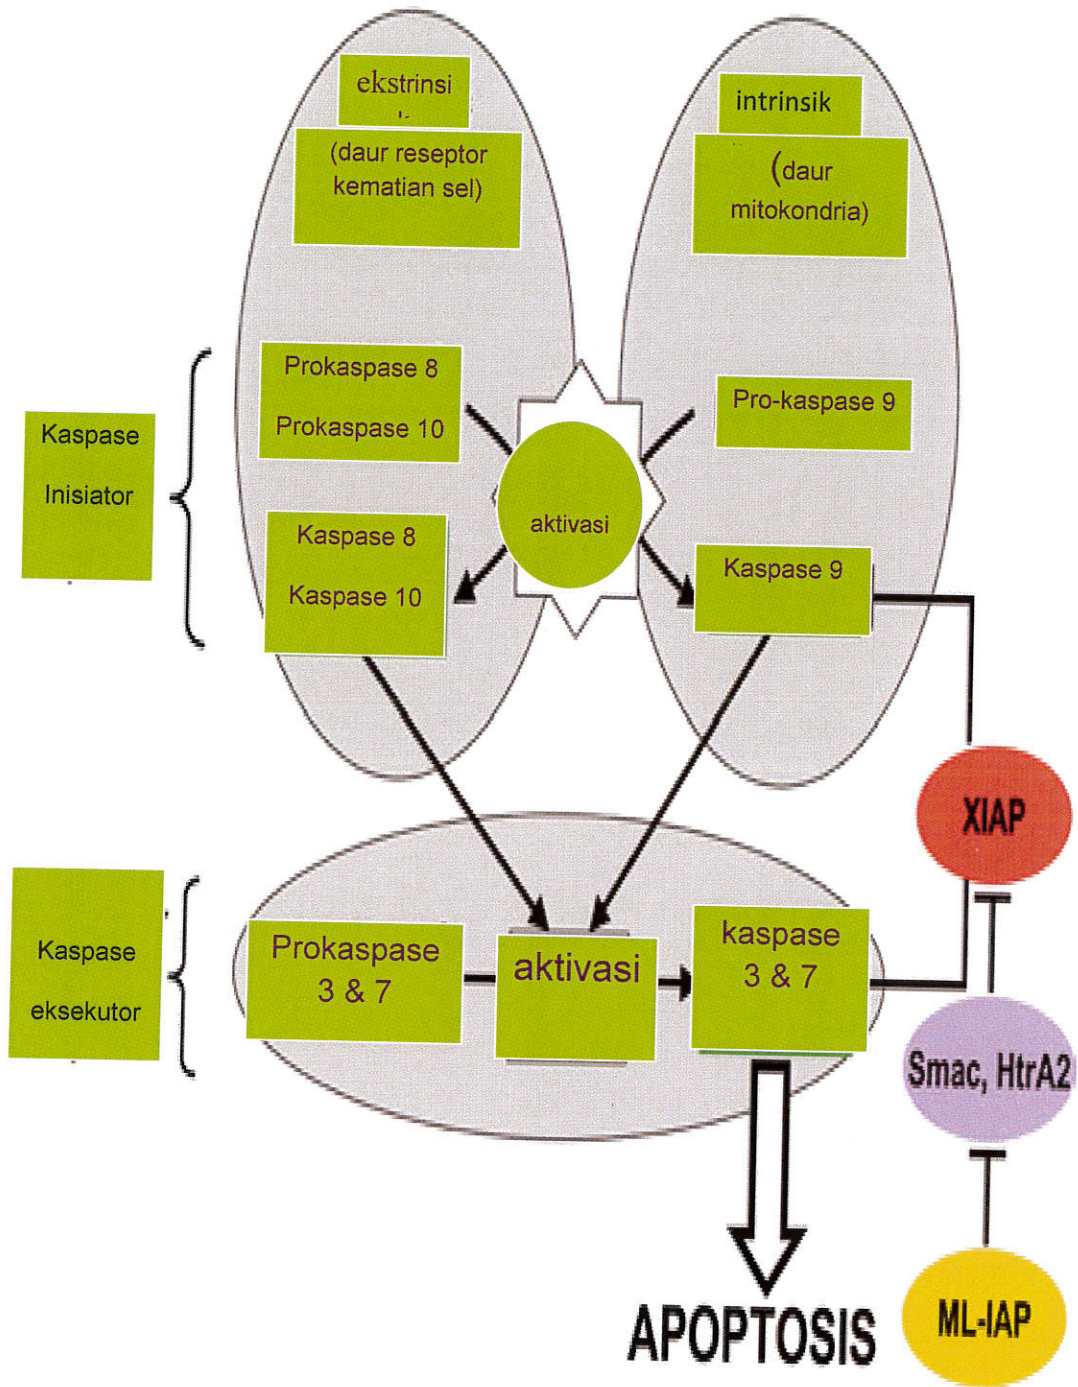 ekstrinsi
(daur reseptor
kematian sel)
intrinsik
(daur
mitokondria)
Kaspase
Inisiator
Prokaspase 8
Prokaspase 10
aktivasi
Pro-kaspase 9
Kaspase 8
Kaspase 10
Kaspase 9
XIAP
Kaspase
eksekutor
Prokaspase
3 & 7
aktivasi
kaspase
3 & 7
Smac, HtrA2
ML-IAP
APOPTOSIS